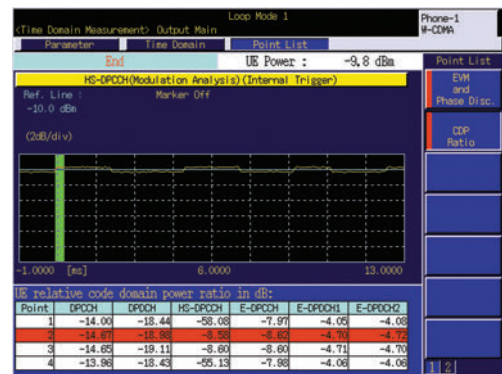 Loop Mode 1
<Time Domain Measurement> Output Main
Phone-1
W-CDMA
Parameter Time Domain Point List
End UE Power : -9.8 dBm
Point List
HS-DPCCH(Modulation Analysis)(Internal Trigger)
EVM
and
Phase Disc.
Ref. Line : Marker Off
-10.0 dBm
CDP
Ratio
(2dB/div)
-1.0000 [ms] 6.0000 13.0000
UE relative code domain power ratio in dB:
Point DPCCH DPDCH HS-DPCCH E-DPCCH E-DPDCH1 E-DPDCH2
1 -14.00 -18.44 -58.08 -7.97 -4.05 -4.08
2 -14.67 -18.98 -8.58 -8.62 -4.70 -4.72
3 -14.65 -19.11 -8.60 -8.60 -4.71 -4.70
4 -13.96 -18.43 -55.13 -7.98 -4.06 -4.06
1 2